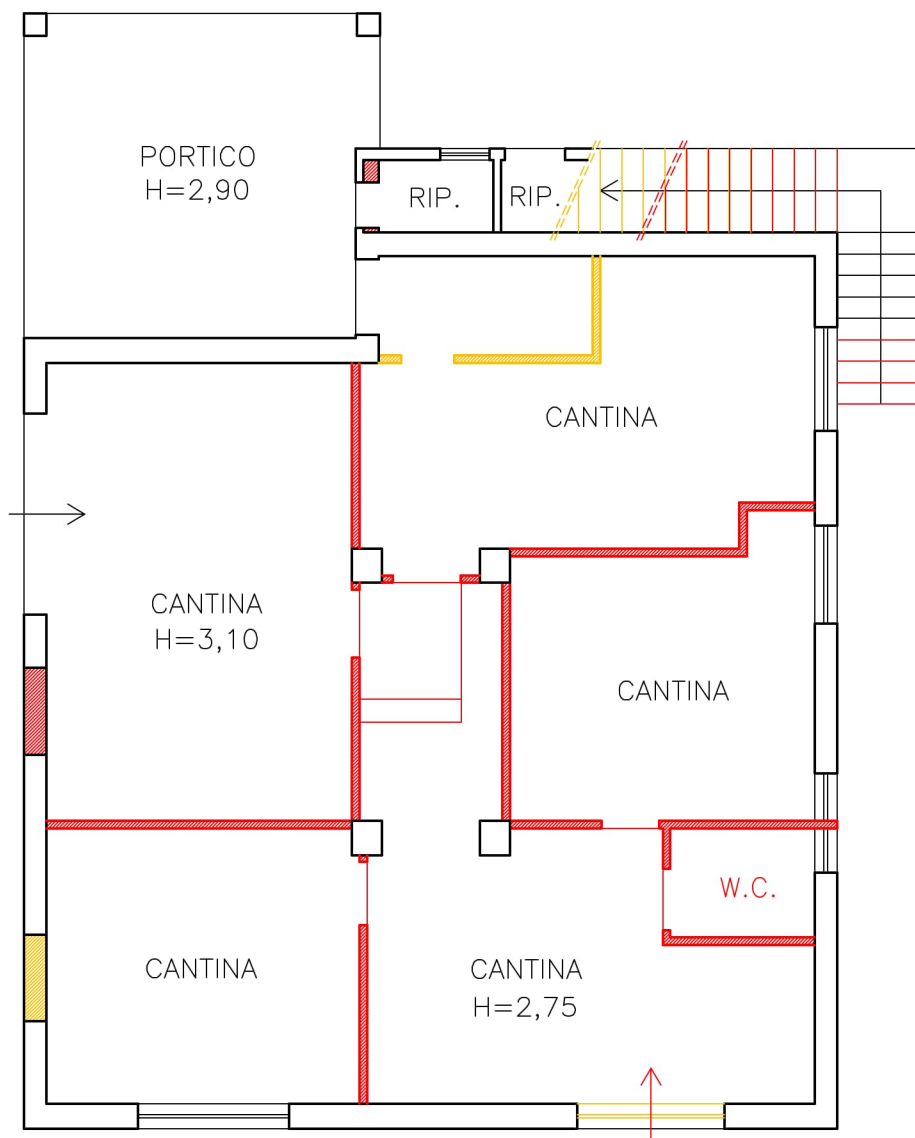 PORTICO
H=2,90
RIP.
RIP.
CANTINA
CANTINA
H=3,10
CANTINA
W.C.
CANTINA
CANTINA
H=2,75